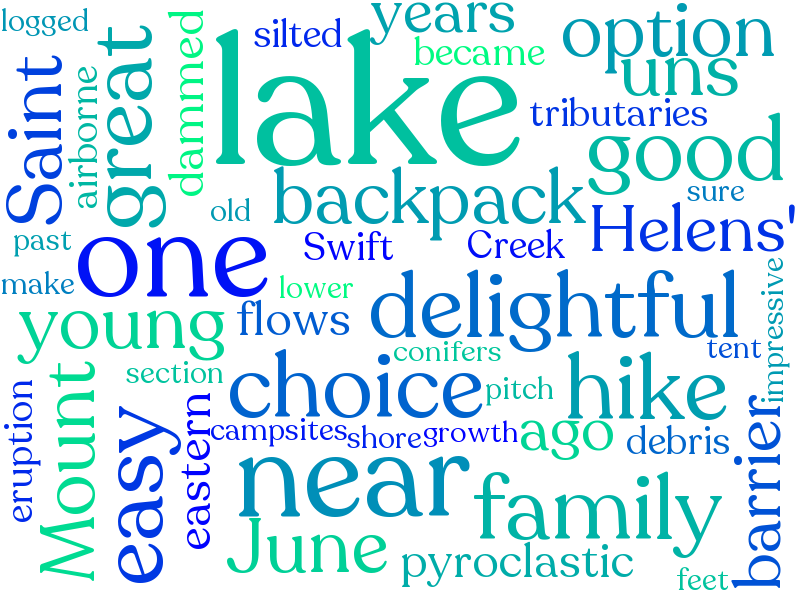 logged
years
option
silted
became
uns
Saint
airborne
great
dammed
lake
tributaries
good
old
backpack
sure
past
one
Swift
Creek
Helens'
make
lower
young
flows
delightful
impressive
conifers
tent
section
choice
pitch
hike
eruption
Mount
easy
eastern
campsites
shore
growth
ago
debris
barrier
near
family
June
pyroclastic
feet